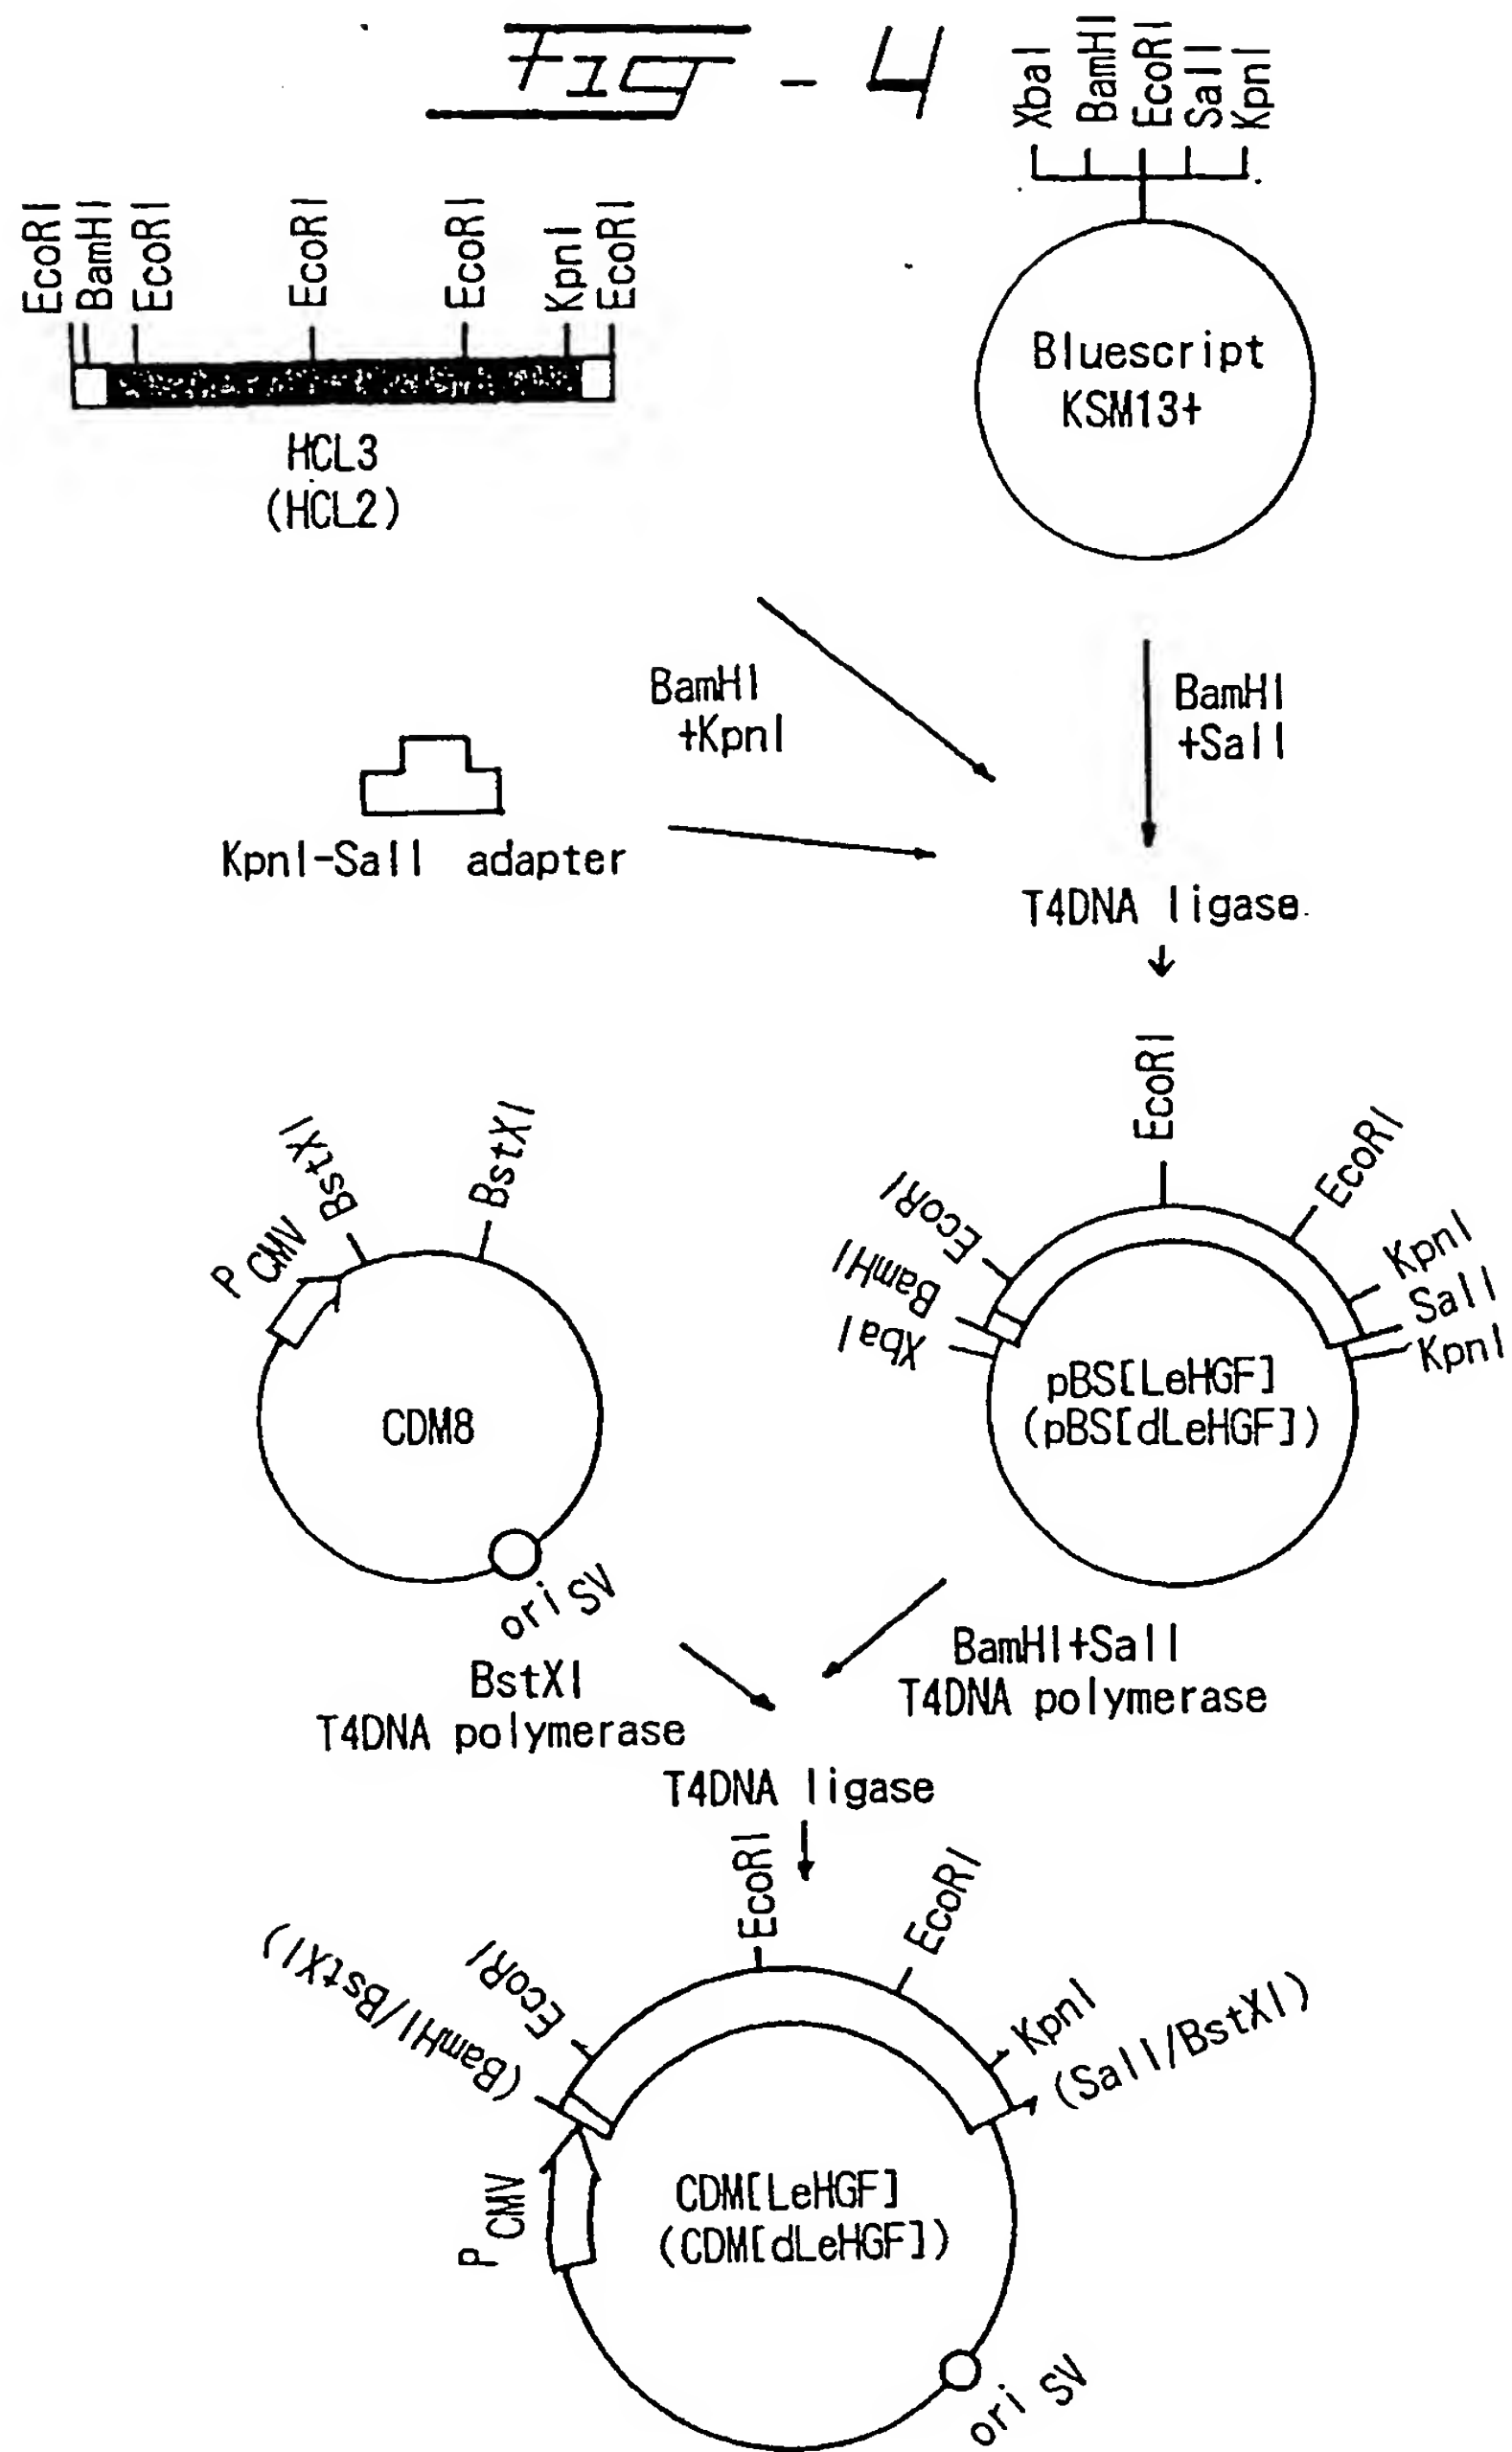 Fig - 4
XbaI
BamHI
EcoRI
SalI
KpnI
EcoRI
BamHI
EcoRI
EcoRI
EcoRI
KpnI
EcoRI
HCL3
(HCL2)
Bluescript
KSM13+
BamHI
+KpnI
BamHI
+SalI
KpnI-SalI adapter
T4DNA ligase
EcoRI
EcoRI
EcoRI
BamHI
XbaI
KpnI
SalI
KpnI
pBS[LeHGF]
(pBS[dLeHGF])
P CMV
BstXI
BstXI
CDM8
ori SV
BstXI
T4DNA polymerase
BamHI+SalI
T4DNA polymerase
T4DNA ligase
EcoRI
EcoRI
EcoRI
(BamHI/BstXI)
KpnI
(SalI/BstXI)
P CMV
CDM[LeHGF]
(CDM[dLeHGF])
ori SV